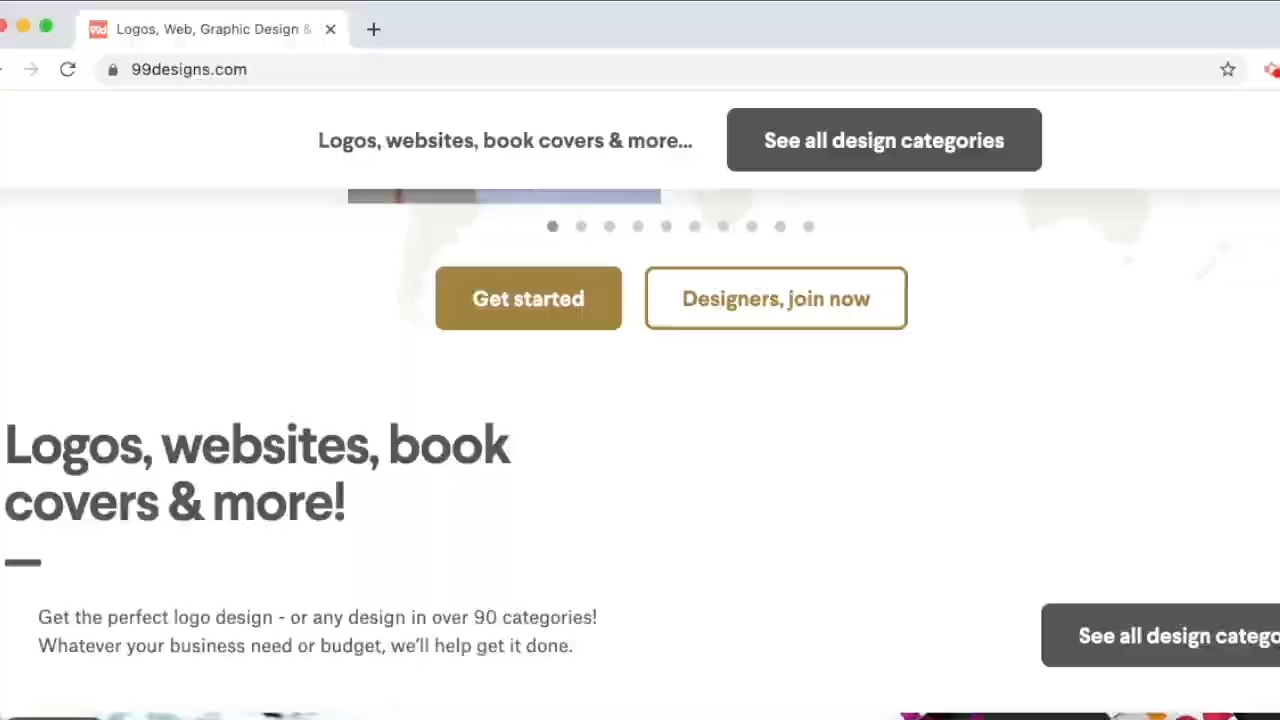 99d Logos, Web, Graphic Design &
99designs.com
Logos, websites, book covers & more...
See all design categories
Get started
Designers, join now
Logos, websites, book
covers & more!
Get the perfect logo design - or any design in over 90 categories!
Whatever your business need or budget, we'll help get it done.
See all design catego